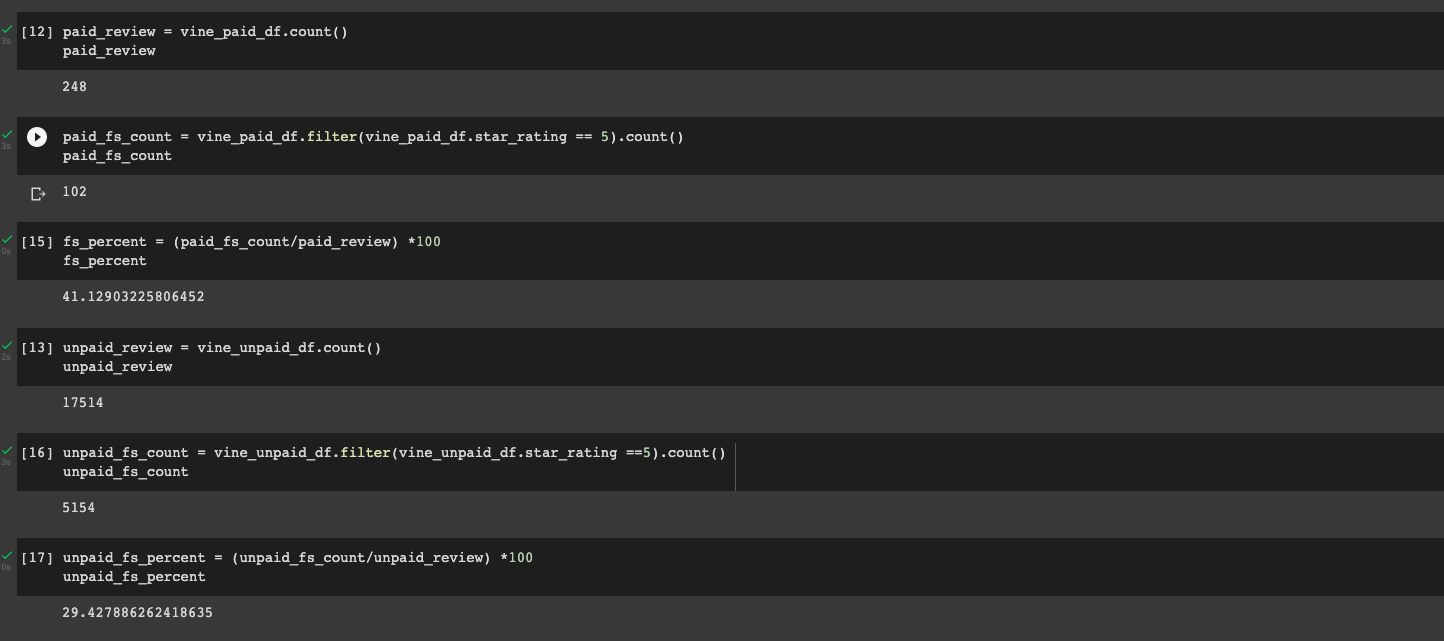 [12] paid_review = vine_paid_df.count()
paid_review
3s
248
paid_fs_count = vine_paid_df.filter(vine_paid_df.star_rating == 5).count()
paid_fs_count
3s
102
[15] fs_percent = (paid_fs_count/paid_review) *100
fs_percent
0s
41.12903225806452
[13] unpaid_review = vine_unpaid_df.count()
unpaid_review
2s
17514
[16] unpaid_fs_count = vine_unpaid_df.filter(vine_unpaid_df.star_rating ==5).count()
unpaid_fs_count
3s
5154
[17] unpaid_fs_percent = (unpaid_fs_count/unpaid_review) *100
unpaid_fs_percent
0s
29.427886262418635